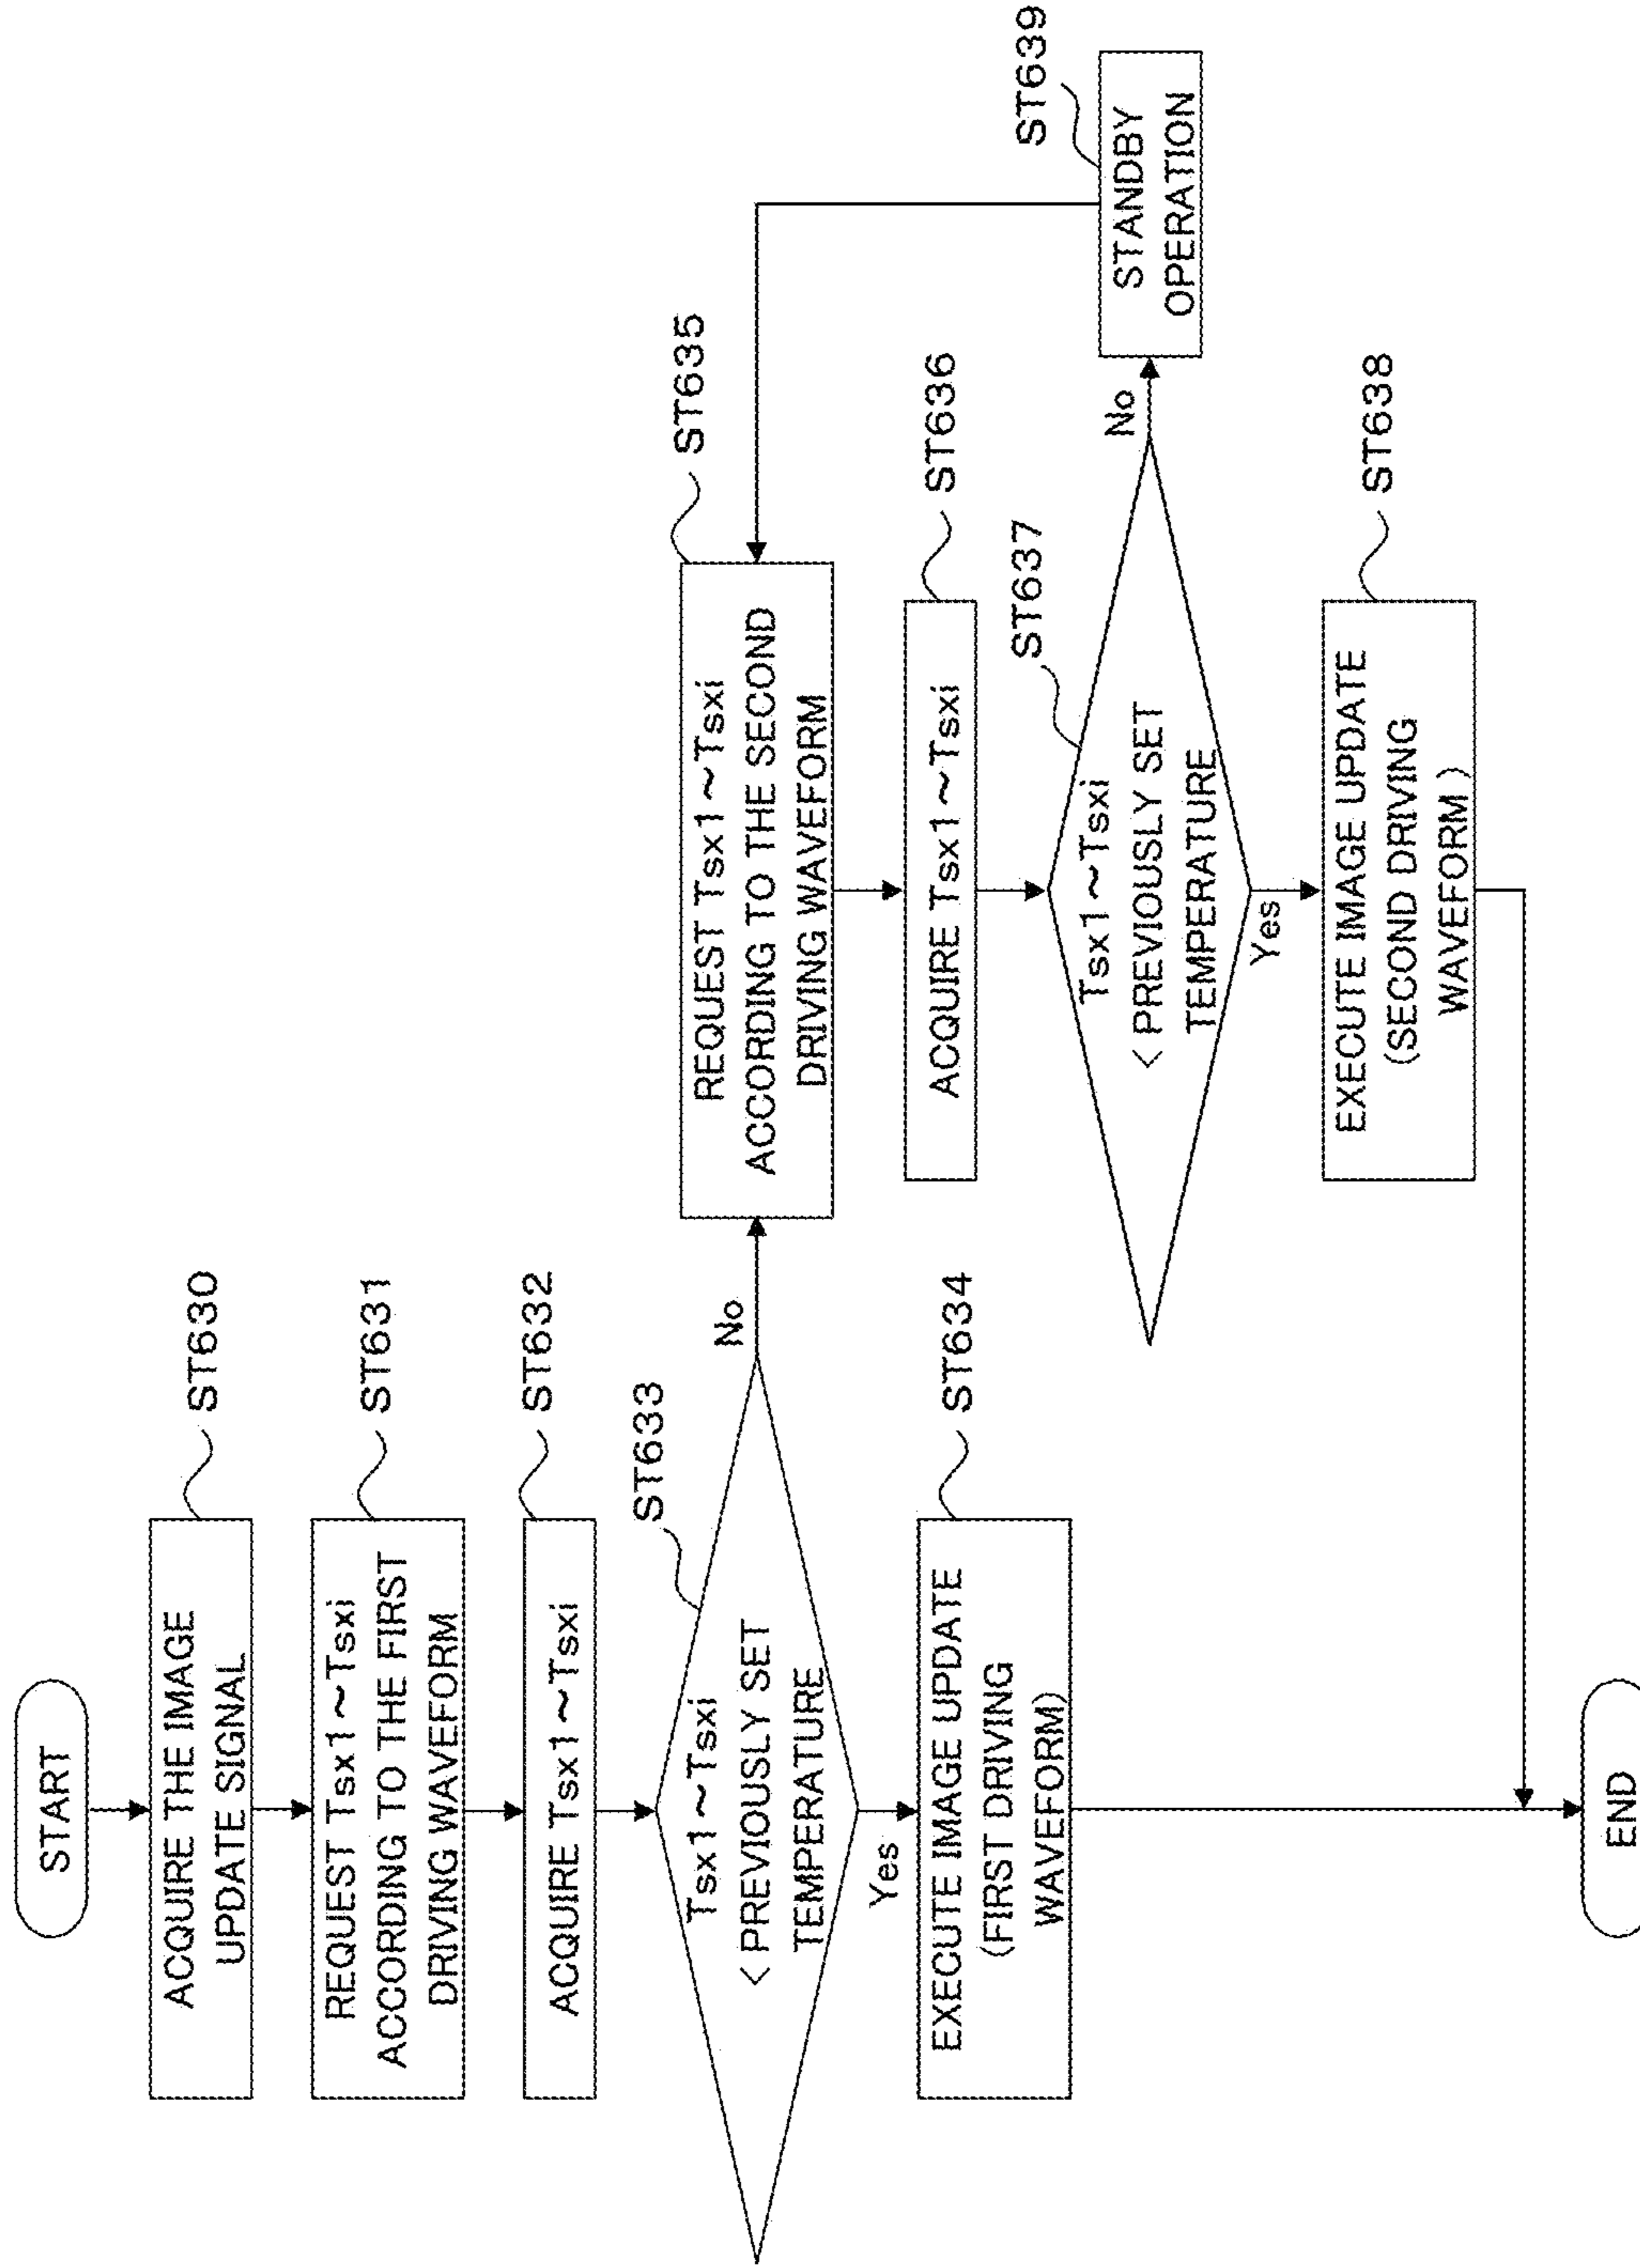 START
ACQUIRE THE IMAGE
UPDATE SIGNAL
ST630
REQUEST Tsx1~Tsxi
ACCORDING TO THE FIRST
DRIVING WAVEFORM
ST631
ACQUIRE Tsx1~Tsxi
ST632
Tsx1~Tsxi
< PREVIOUSLY SET
TEMPERATURE
ST633
No
Yes
EXECUTE IMAGE UPDATE
(FIRST DRIVING
WAVEFORM)
ST634
REQUEST Tsx1~Tsxi
ACCORDING TO THE SECOND
DRIVING WAVEFORM
ST635
ACQUIRE Tsx1~Tsxi
ST636
Tsx1~Tsxi
< PREVIOUSLY SET
TEMPERATURE
ST637
No
Yes
STANDBY
OPERATION
ST639
EXECUTE IMAGE UPDATE
(SECOND DRIVING
WAVEFORM )
ST638
END